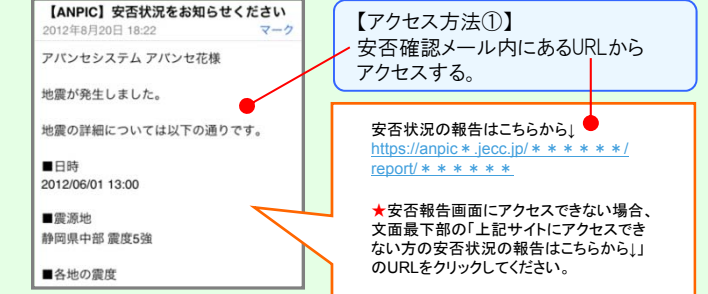 【ANPIC】安否状況をお知らせください
2012年8月20日 18:22 マーク
アバンセシステム アバンセ花様
地震が発生しました。
地震の詳細については以下の通りです。
■日時
2012/06/01 13:00
■震源地
静岡県中部 震度5強
■各地の震度
【アクセス方法①】
安否確認メール内にあるURLから
アクセスする。
安否状況の報告はこちらから↓
https://anpic＊.jecc.jp/＊＊＊＊＊＊/
report/＊＊＊＊＊＊
★安否報告画面にアクセスできない場合、
文面最下部の「上記サイトにアクセスでき
ない方の安否状況の報告はこちらから↓」
のURLをクリックしてください。